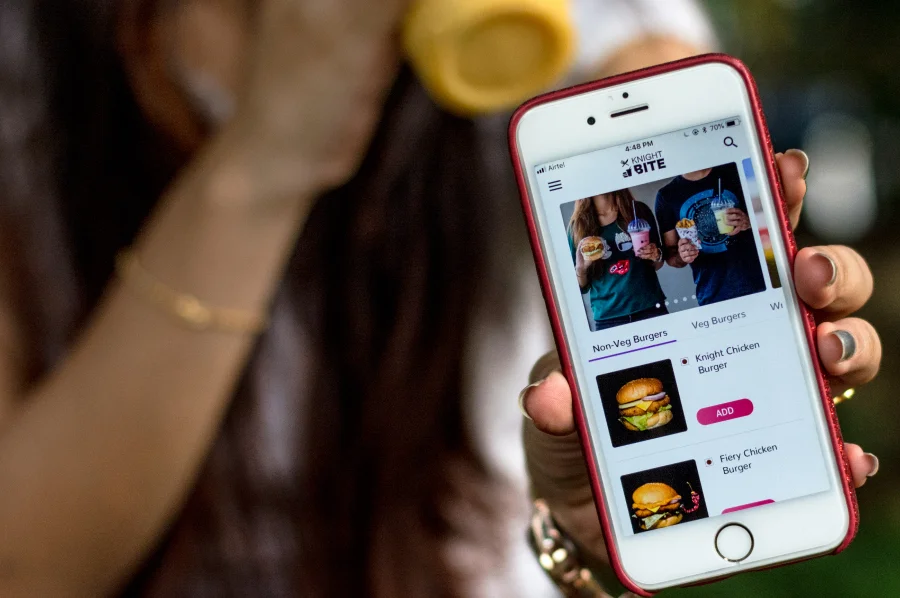 4:48 PM
70%
Airtel
KNIGHT
BITE
Non-Veg Burgers
Veg Burgers
Knight Chicken
Burger
ADD
Fiery Chicken
Burger